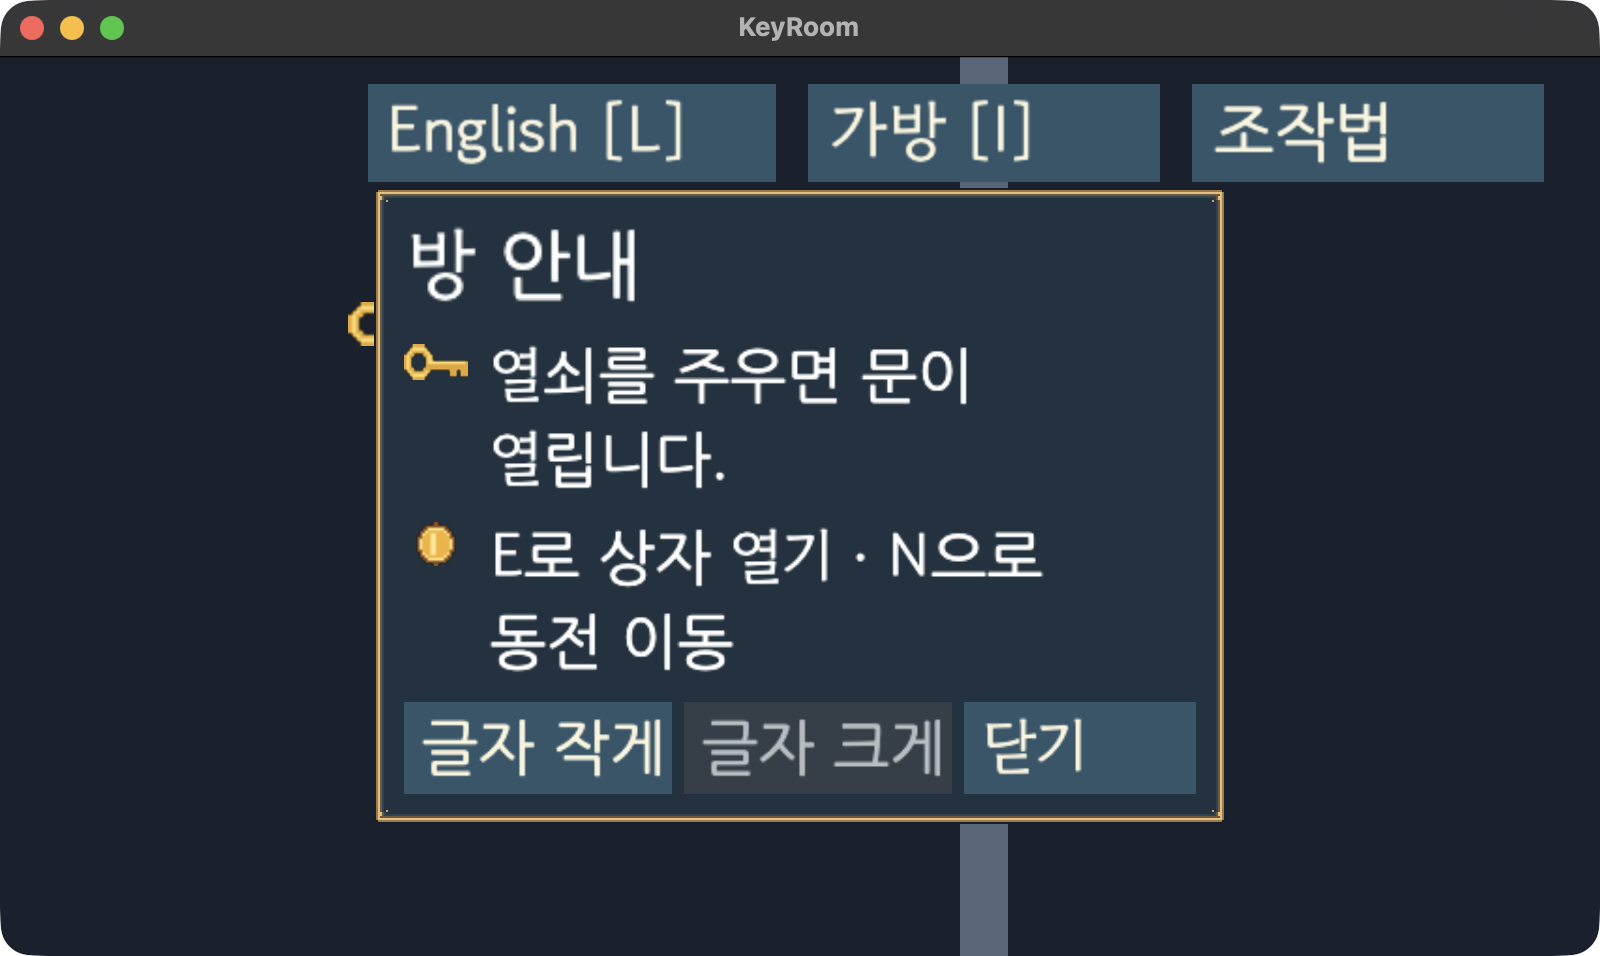 KeyRoom
English [L]
가방 [I]
조작법
방 안내
열쇠를 주우면 문이
열립니다.
E로 상자 열기 · N으로
동전 이동
글자 작게
글자 크게
닫기